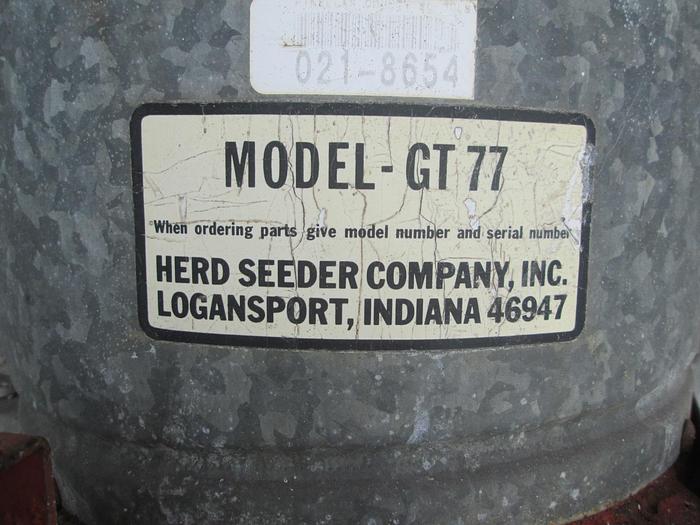 021-8654
MODEL-GT 77
When ordering parts give model number and serial number
HERD SEEDER COMPANY, INC.
LOGANSPORT, INDIANA 46947